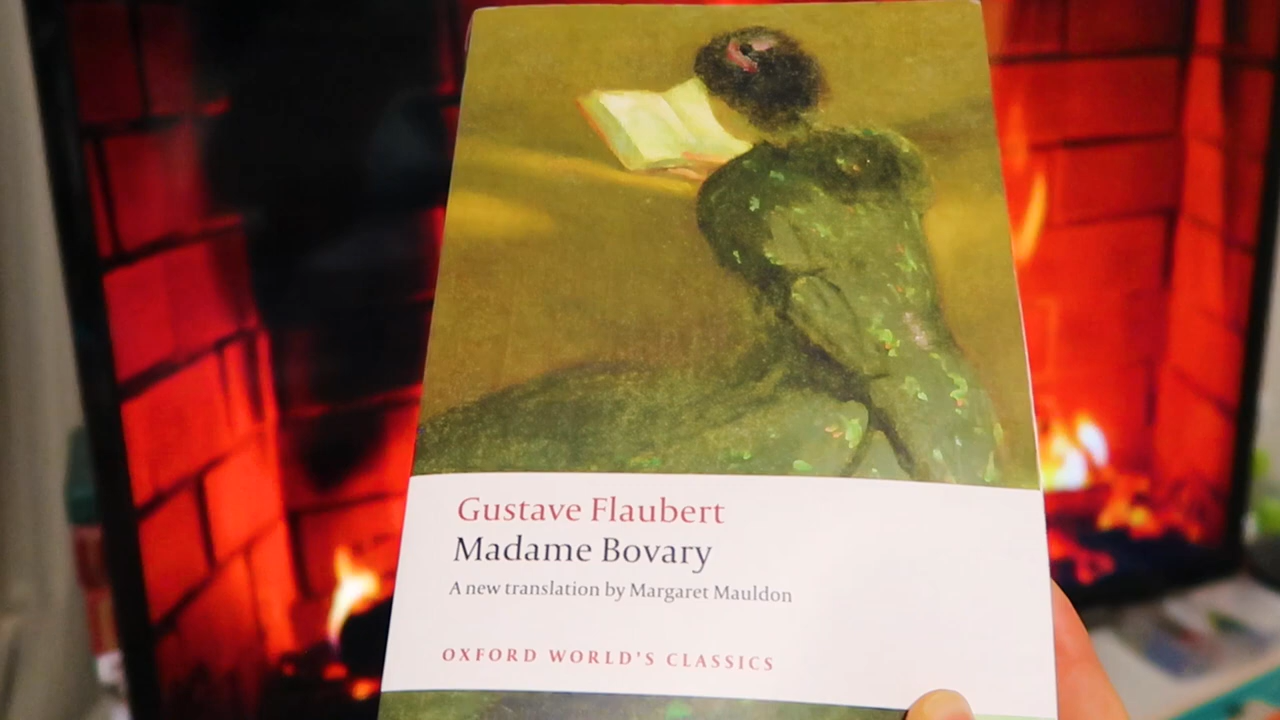 Gustave Flaubert
Madame Bovary
A new translation by Margaret Mauldon
OXFORD WORLD'S CLASSICS